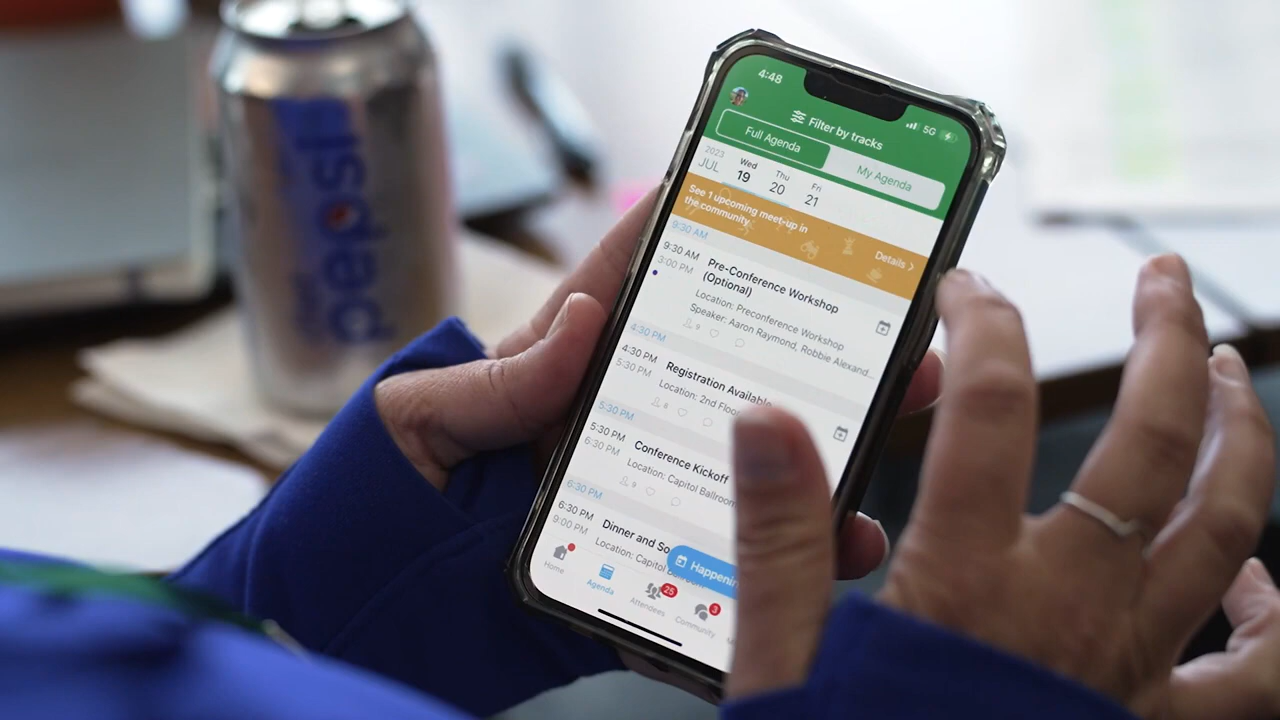 pepsi
4:48
5G
Filter by tracks
Full Agenda
My Agenda
2023
JUL
Wed
19
Thu
20
Fri
21
See 1 upcoming meet-up in
the community
Details >
9:30 AM
9:30 AM
3:00 PM
Pre-Conference Workshop
(Optional)
Location: Preconference Workshop
Speaker: Aaron Raymond, Robbie Alexand...
9
4:30 PM
4:30 PM
5:30 PM
Registration Available
Location: 2nd Floo
8
5:30 PM
5:30 PM
6:30 PM
Conference Kickoff
Location: Capitol Ballroom
9
6:30 PM
6:30 PM
9:00 PM
Dinner and So
Location: Capitol
Happenin
Home
Agenda
25
Attendees
3
Community